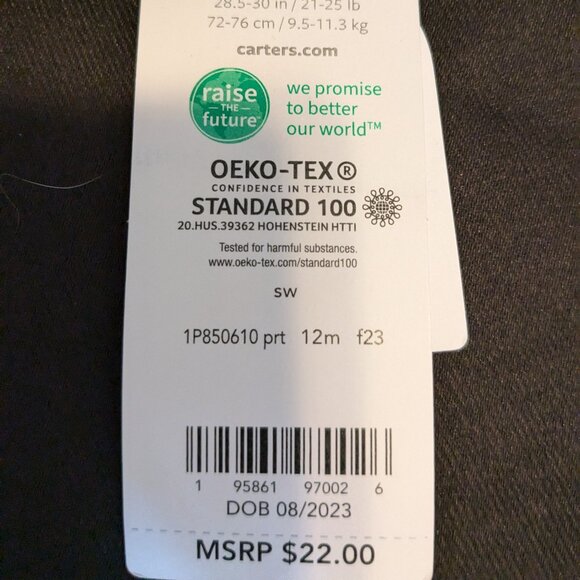 28.5-30 in / 21-25 lb
72-76 cm / 9.5-11.3 kg
carters.com
raise
THE
future™
we promise
to better
our world™
OEKO-TEX®
CONFIDENCE IN TEXTILES
STANDARD 100
20.HUS.39362 HOHENSTEIN HTTI
Tested for harmful substances.
www.oeko-tex.com/standard100
SW
1P850610 prt 12m f23
1 95861 97002 6
DOB 08/2023
MSRP $22.00